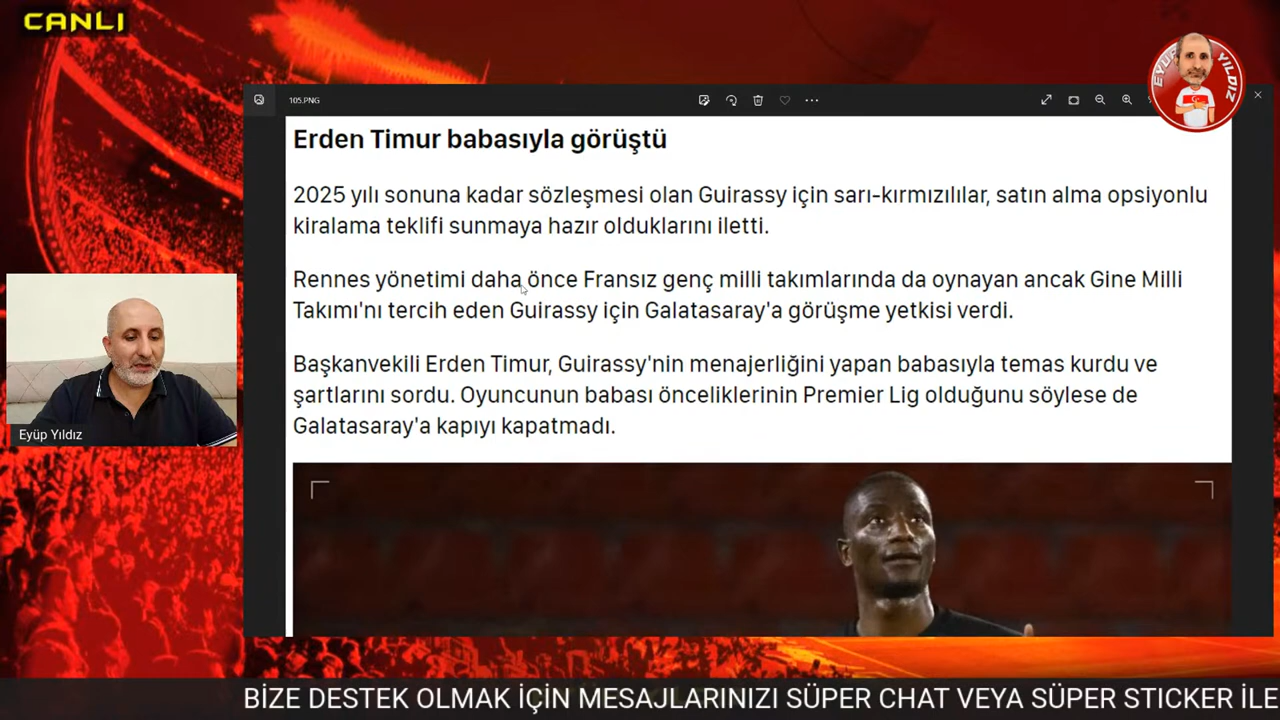 CANLI
105.PNG
EYÜP YILDIZ
Erden Timur babasıyla görüştü
2025 yılı sonuna kadar sözleşmesi olan Guirassy için sarı-kırmızılılar, satın alma opsiyonlu
kiralama teklifi sunmaya hazır olduklarını iletti.
Rennes yönetimi daha önce Fransız genç milli takımlarında da oynayan ancak Gine Milli
Takımı'nı tercih eden Guirassy için Galatasaray'a görüşme yetkisi verdi.
Başkanvekili Erden Timur, Guirassy'nin menajerliğini yapan babasıyla temas kurdu ve
şartlarını sordu. Oyuncunun babası önceliklerinin Premier Lig olduğunu söylese de
Galatasaray'a kapıyı kapatmadı.
Eyüp Yıldız
BİZE DESTEK OLMAK İÇİN MESAJLARINIZI SÜPER CHAT VEYA SÜPER STICKER İLE